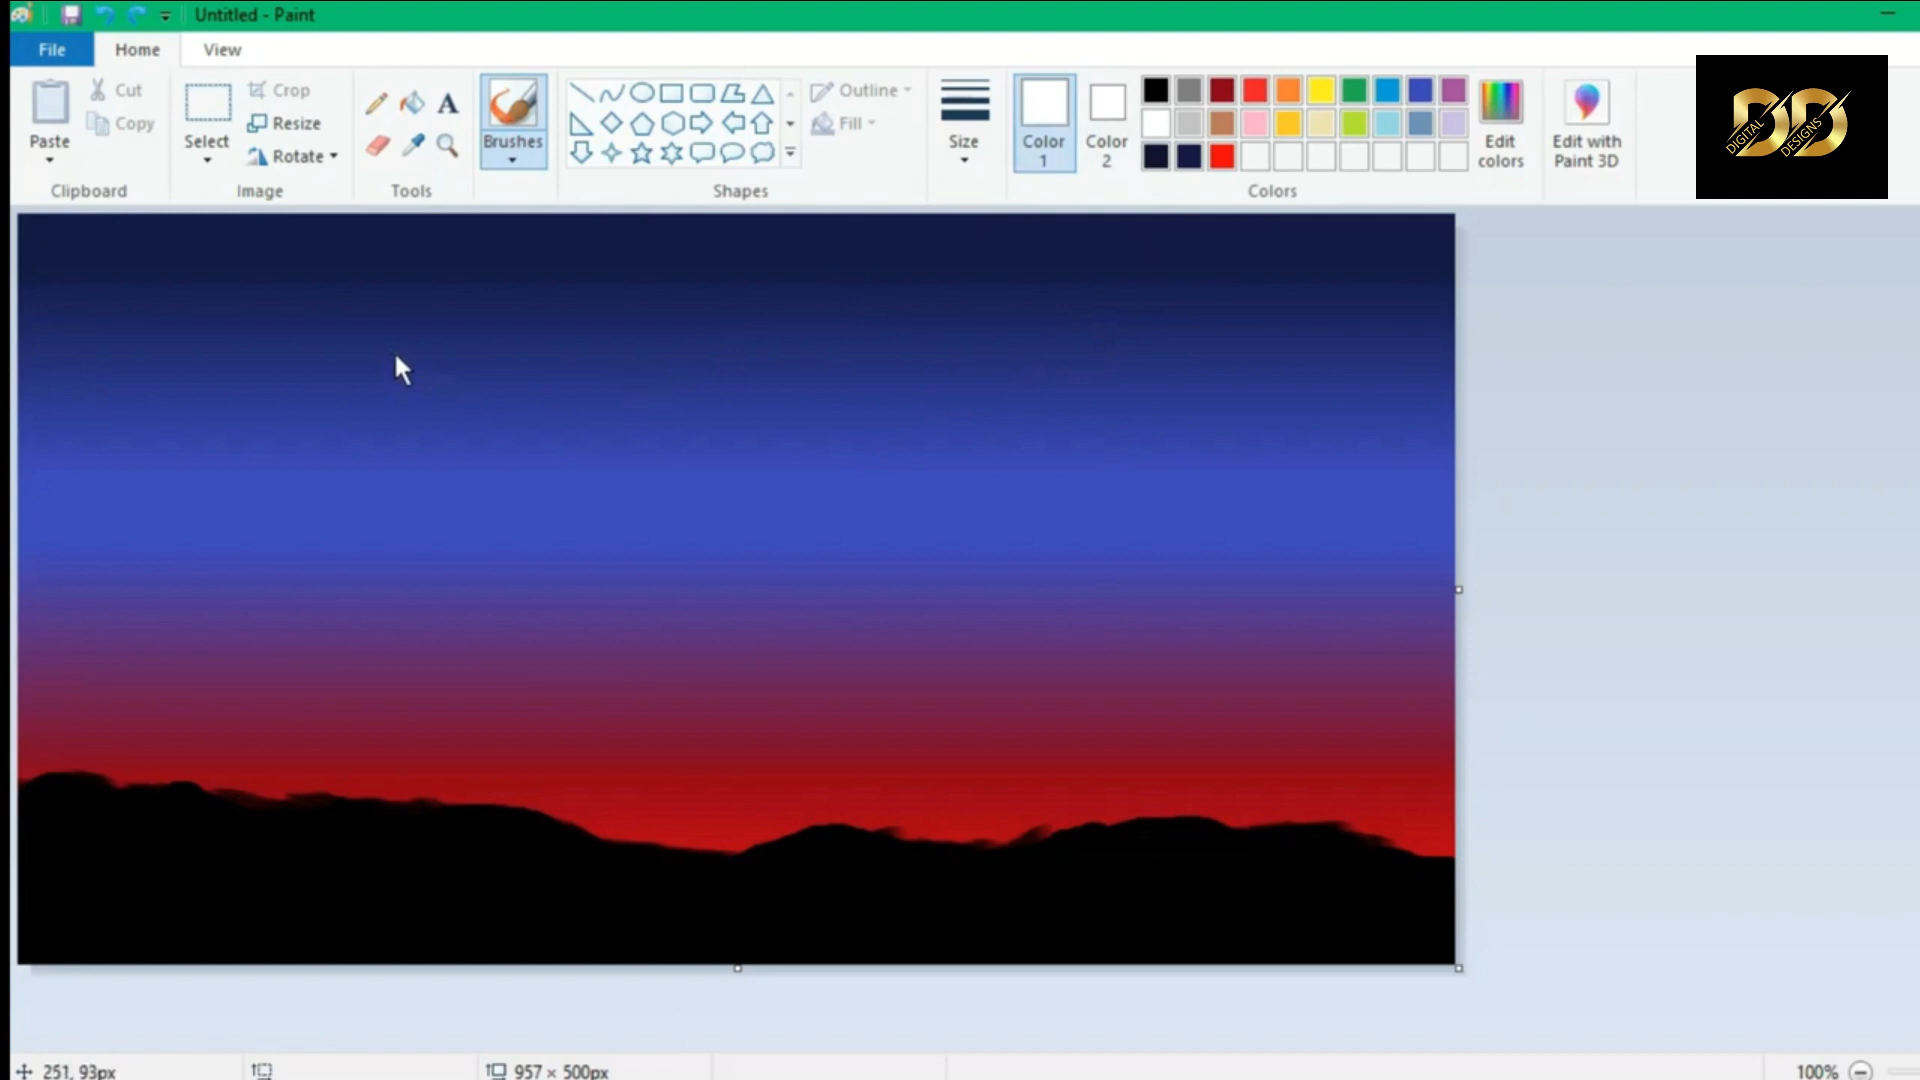 Untitled - Paint
File Home View
Paste
Cut
Copy
Clipboard
Select
Crop
Resize
Rotate
Image
A
Tools
Brushes
Shapes
Outline
Fill
Size
Color
1
Color
2
Edit
colors
Colors
Edit with
Paint 3D
DD
DIGITAL
DESIGNS
251, 93px
957 × 500px
100%